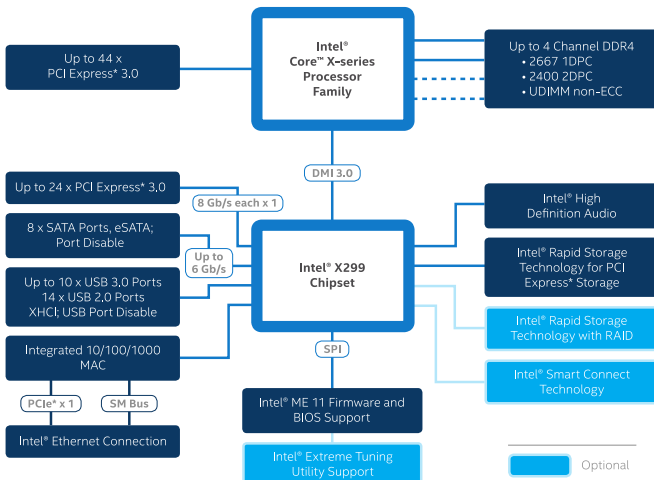 Up to 44 x
PCI Express* 3.0
Intel®
Core™ X-series
Processor
Family
Up to 4 Channel DDR4
• 2667 1DPC
• 2400 2DPC
• UDIMM non-ECC
DMI 3.0
Up to 24 x PCI Express* 3.0
8 Gb/s each x 1
8 x SATA Ports, eSATA;
Port Disable
Up to
6 Gb/s
Up to 10 x USB 3.0 Ports
14 x USB 2.0 Ports
XHCI; USB Port Disable
Integrated 10/100/1000
MAC
PCIe* x 1
SM Bus
Intel® Ethernet Connection
Intel® X299
Chipset
SPI
Intel® ME 11 Firmware and
BIOS Support
Intel® Extreme Tuning
Utility Support
Intel® High
Definition Audio
Intel® Rapid Storage
Technology for PCI
Express* Storage
Intel® Rapid Storage
Technology with RAID
Intel® Smart Connect
Technology
Optional